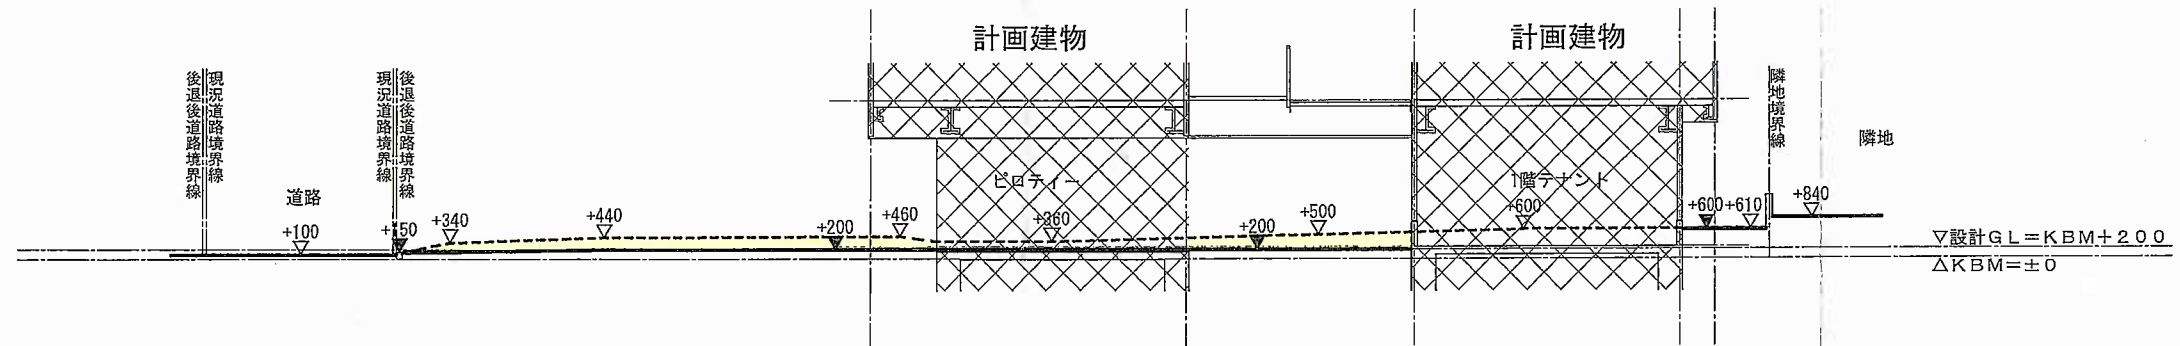 計画建物
計画建物
後退後道路境界線
現況道路境界線
現況道路境界線
後退後道路境界線
隣地境界線
隣地
ピロティー
1階テナント
道路
+100
+150
+340
+440
+200
+460
+360
+200
+500
+600
+600
+610
+840
▽設計GL=KBM+200
△KBM=±0